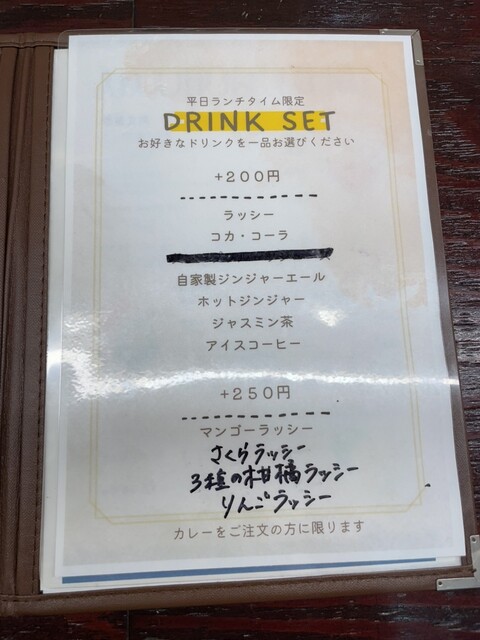 平日ランチタイム限定
DRINK SET
お好きなドリンクを一品お選びください
+200円
ラッシー
コカ・コーラ
自家製ジンジャーエール
ホットジンジャー
ジャスミン茶
アイスコーヒー
+250円
マンゴーラッシー
さくらラッシー
3種の柑橘ラッシー
りんごラッシー
カレーをご注文の方に限ります